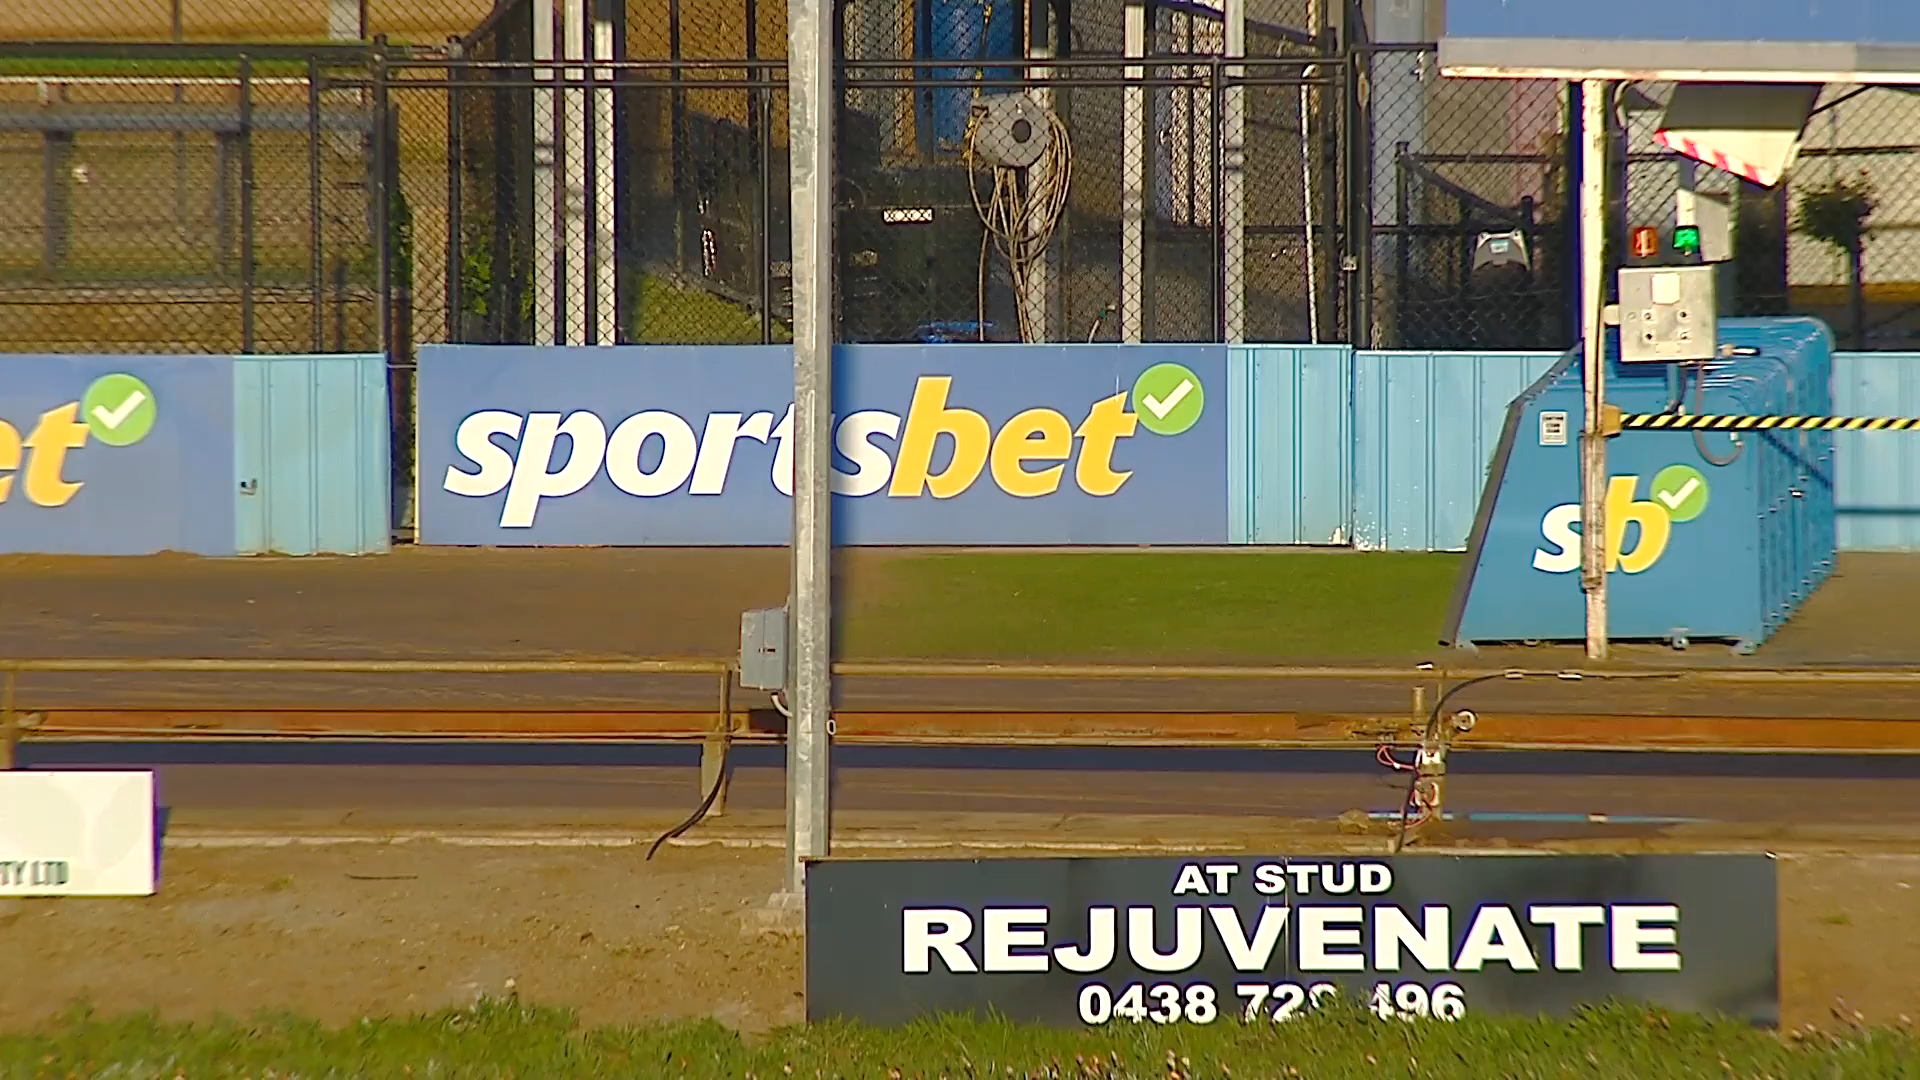 et
sportsbet
sb
TY LTD
AT STUD
REJUVENATE
0438 496